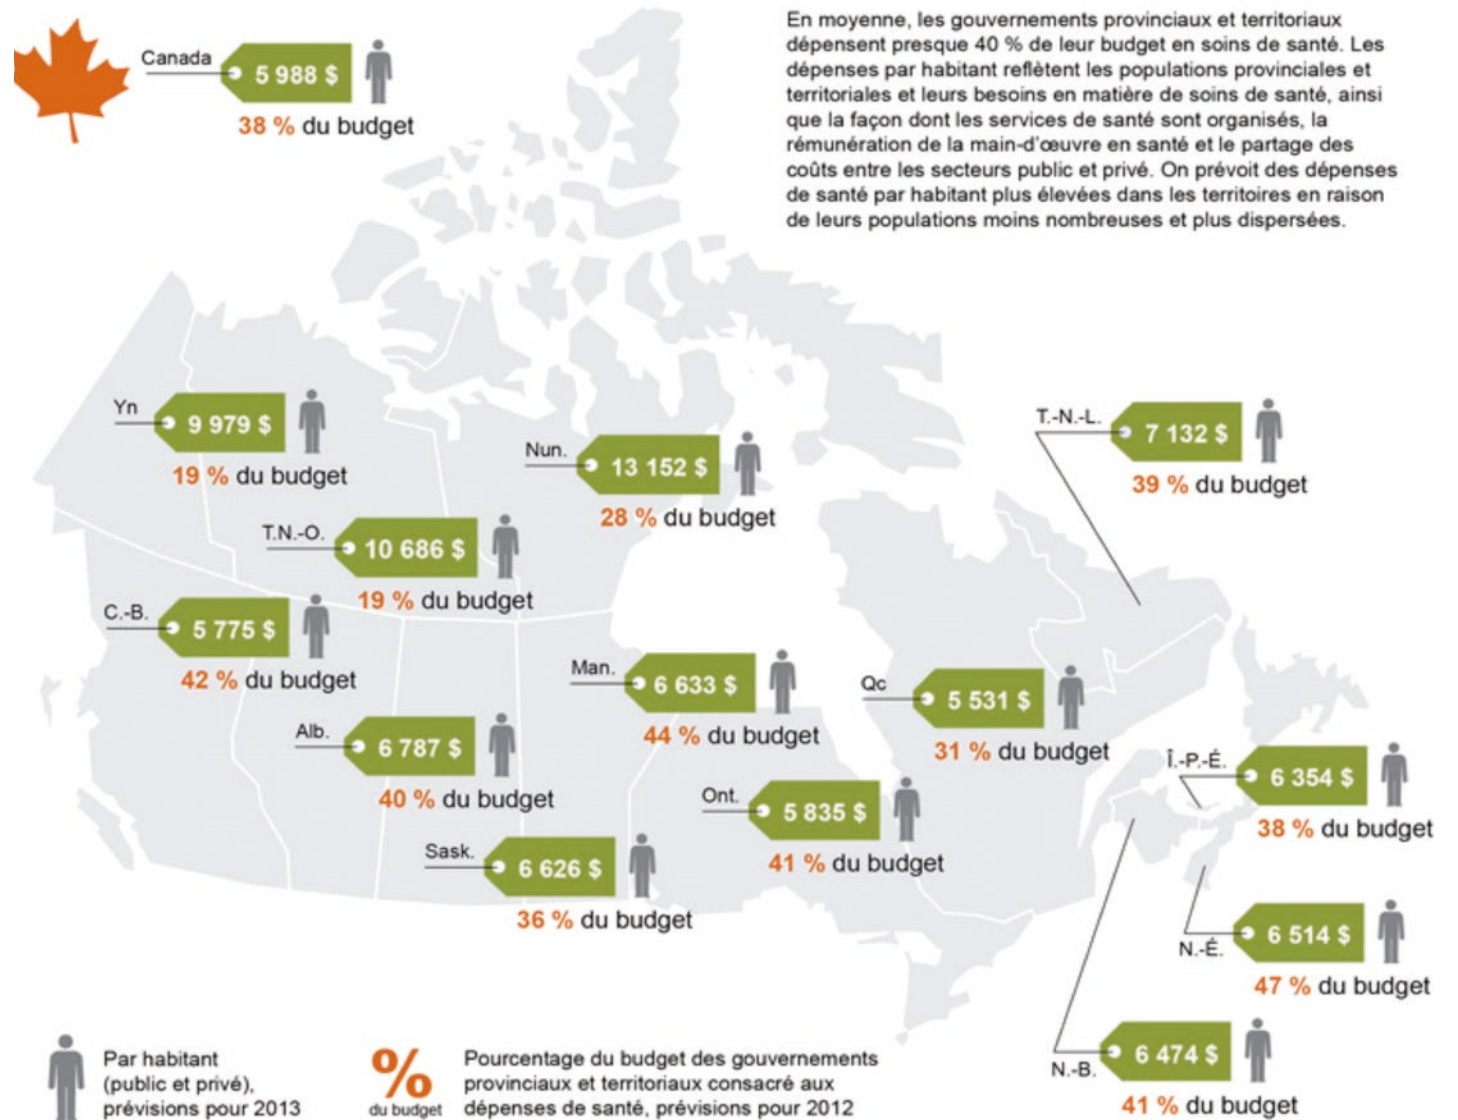 Canada
5 988 $
38 % du budget
En moyenne, les gouvernements provinciaux et territoriaux
dépensent presque 40 % de leur budget en soins de santé. Les
dépenses par habitant reflètent les populations provinciales et
territoriales et leurs besoins en matière de soins de santé, ainsi
que la façon dont les services de santé sont organisés, la
rémunération de la main-d'œuvre en santé et le partage des
coûts entre les secteurs public et privé. On prévoit des dépenses
de santé par habitant plus élevées dans les territoires en raison
de leurs populations moins nombreuses et plus dispersées.
Yn
9 979 $
19 % du budget
Nun.
13 152 $
28 % du budget
T.-N.-L.
7 132 $
39 % du budget
T.N.-O.
10 686 $
19 % du budget
C.-B.
5 775 $
42 % du budget
Man.
6 633 $
44 % du budget
Qc
5 531 $
31 % du budget
Alb.
6 787 $
40 % du budget
Î.-P.-É.
6 354 $
38 % du budget
Ont.
5 835 $
41 % du budget
Sask.
6 626 $
36 % du budget
N.-É.
6 514 $
47 % du budget
N.-B.
6 474 $
41 % du budget
Par habitant
(public et privé),
prévisions pour 2013
%
du budget
Pourcentage du budget des gouvernements
provinciaux et territoriaux consacré aux
dépenses de santé, prévisions pour 2012